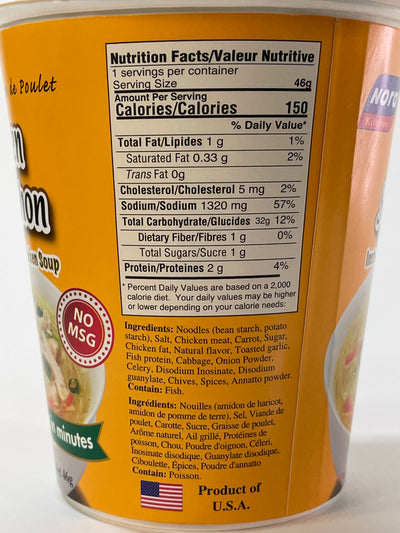 de Poulet
Nutrition Facts/Valeur Nutritive
1 servings per container
Serving Size 46g
Amount Per Serving
Calories/Calories 150
% Daily Value*
Total Fat/Lipides 1 g 1%
Saturated Fat 0.33 g 2%
Trans Fat 0g
Cholesterol/Cholesterol 5 mg 2%
Sodium/Sodium 1320 mg 57%
Total Carbohydrate/Glucides 32g 12%
Dietary Fiber/Fibres 1 g 0%
Total Sugars/Sucre 1 g
Protein/Proteines 2 g 4%
* Percent Daily Values are based on a 2,000
calorie diet. Your daily values may be higher
or lower depending on your calorie needs:
Ingredients: Noodles (bean starch, potato
starch), Salt, Chicken meat, Carrot, Sugar,
Chicken fat, Natural flavor, Toasted garlic,
Fish protein, Cabbage, Onion Powder,
Celery, Disodium Inosinate, Disodium
guanylate, Chives, Spices, Annatto powder.
Contain: Fish.
Ingrédients: Nouilles (amidon de haricot,
amidon de pomme de terre), Sel, Viande de
poulet, Carotte, Sucre, Graisse de poulet,
Arôme naturel, Ail grillé, Protéines de
poisson, Chou, Poudre d'oignon, Céleri,
Inosinate disodique, Guanylate disodique,
Ciboulette, Épices, Poudre d'annatto
Contain: Poisson.
Product of
U.S.A.
NO
MSG
Soup
minutes
46g
Kitchen